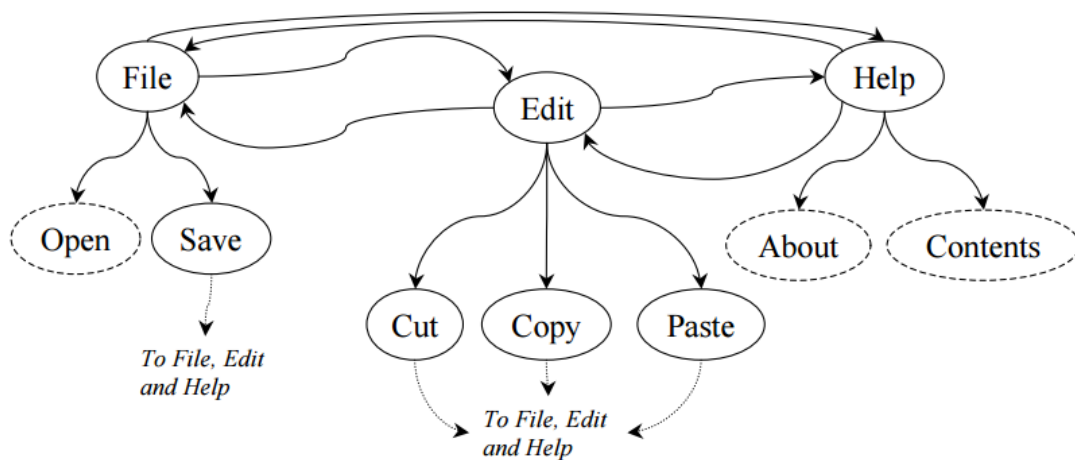 File
Help
Edit
Open
Save
About
Contents
Cut
Copy
Paste
To File, Edit
and Help
To File, Edit
and Help